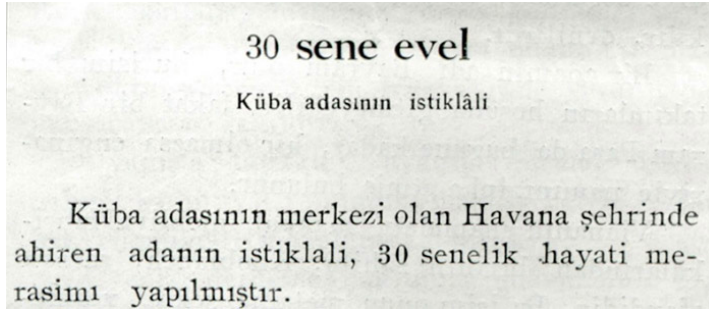 30 sene evel
Küba adasının istiklâli
Küba adasının merkezi olan Havana şehrinde
ahiren adanın istiklali, 30 senelik hayati me-
rasimı yapılmıştır.